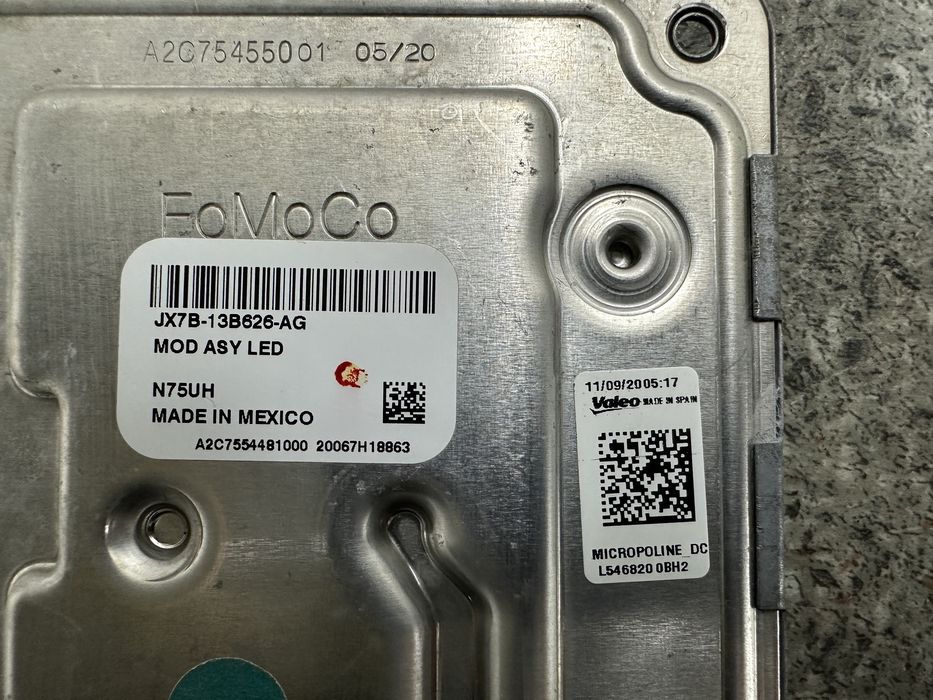 A2C75455001 05/20
FoMoCo
JX7B-13B626-AG
MOD ASY LED
N75UH
MADE IN MEXICO
A2C7554481000 20067H18863
11/09/2005:17
Valeo MADE IN SPAIN
MICROPOLINE_DC
L546820 0BH2